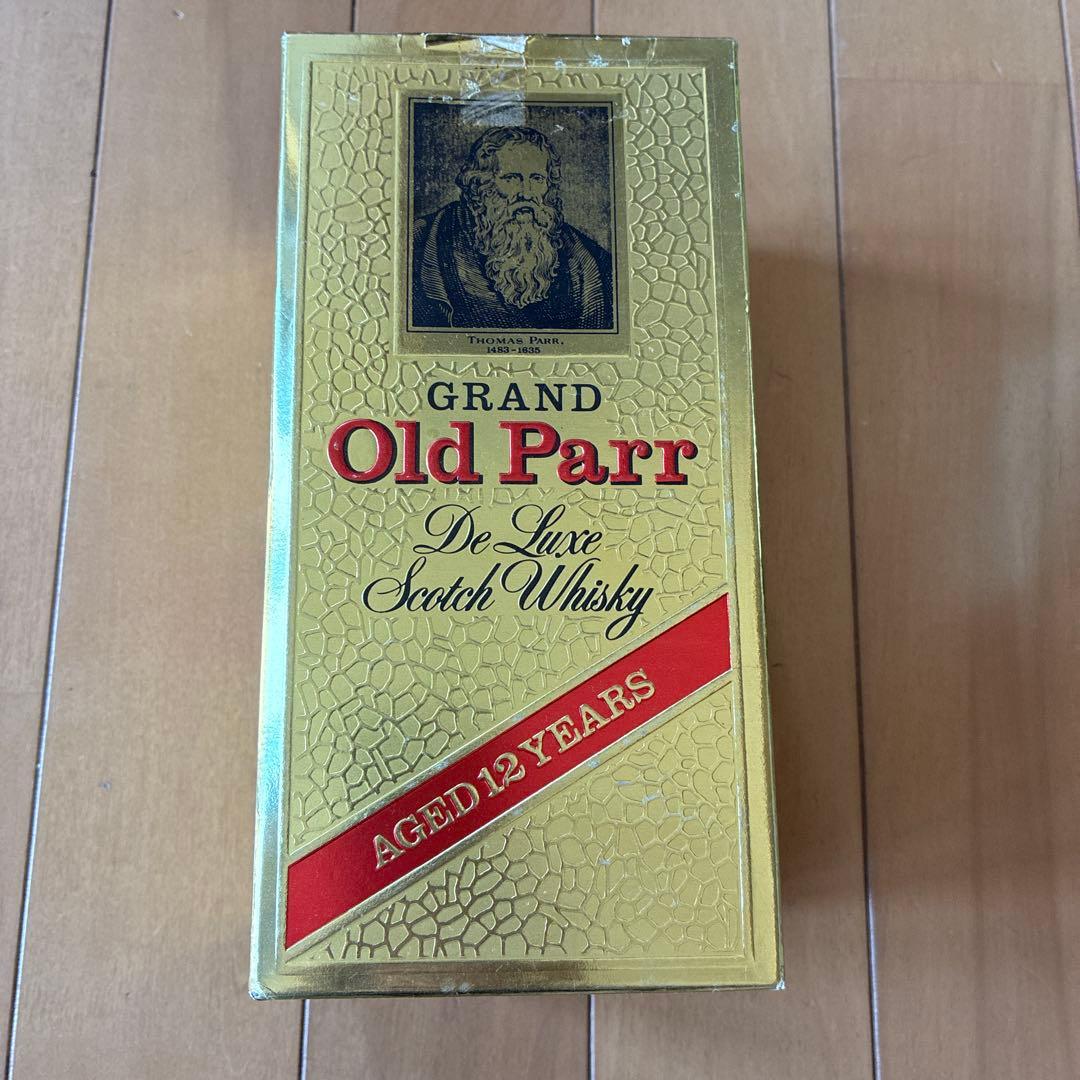 THOMAS PARR,
1483-1635
GRAND
Old Parr
De Luxe
Scotch Whisky
AGED 12 YEARS